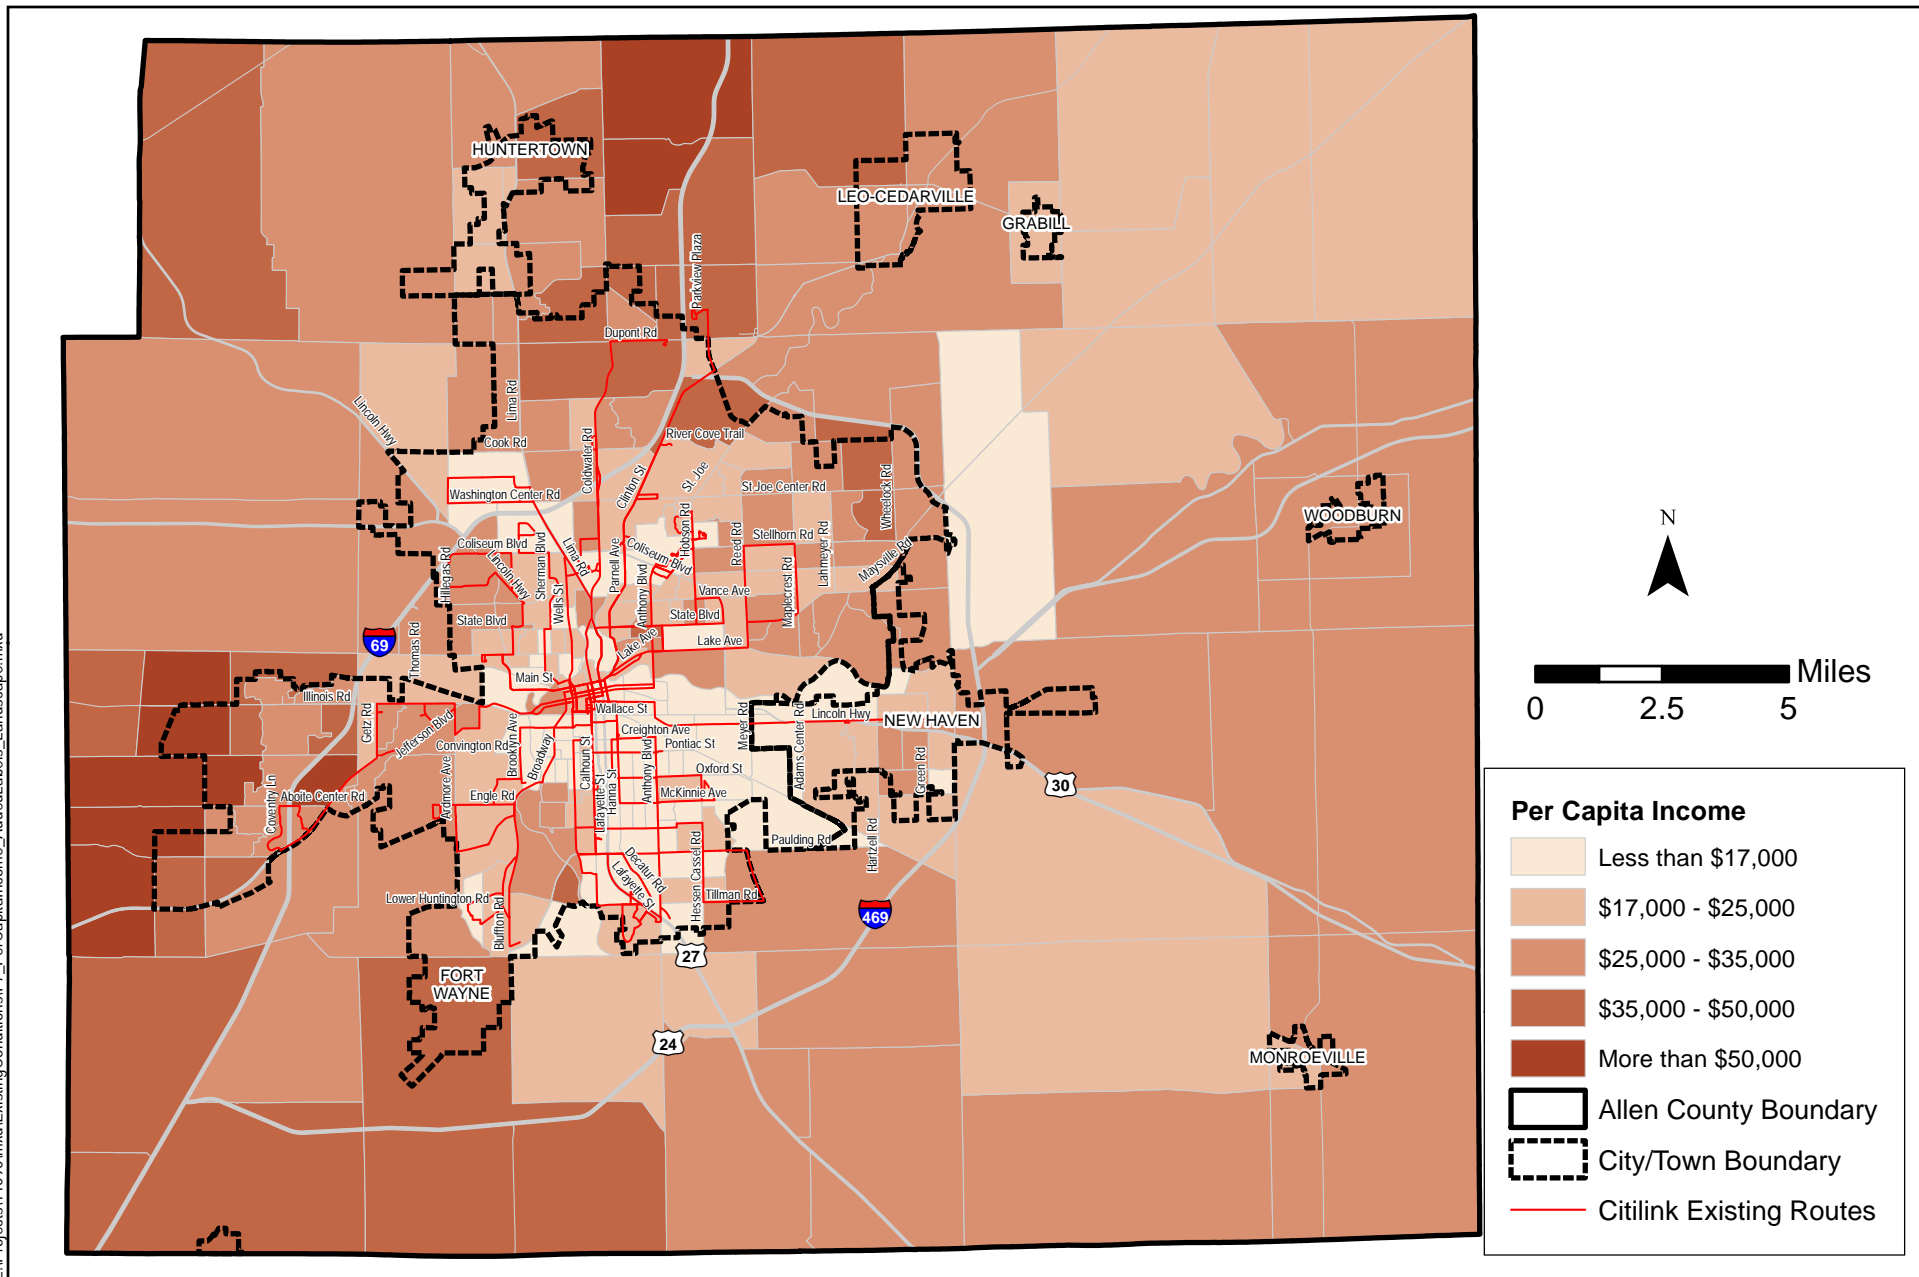 HUNTERTOWN
LEO-CEDARVILLE
GRABILL
Parkview Plaza
Dupont Rd
Lima Rd
Lincoln Hwy
Cook Rd
Coldwater Rd
River Cove Trail
Clinton St
St. Joe
St Joe Center Rd
Wheelock Rd
Washington Center Rd
WOODBURN
Hobson Rd
Reed Rd
Stellhorn Rd
Lahmeyer Rd
Maysville Rd
Coliseum Blvd
Lincoln Hwy
Sherman Blvd
Lima Rd
Parnell Ave
Coliseum Blvd
Hillegas Rd
Wells St
Anthony Blvd
Vance Ave
Maplecrest Rd
State Blvd
State Blvd
69
Thomas Rd
Lake Ave
Lake Ave
Main St
Illinois Rd
Getz Rd
Jefferson Blvd
Wallace St
Meyer Rd
Adams Center Rd
Lincoln Hwy
NEW HAVEN
Creighton Ave
Convington Rd
Brooklyn Ave
Broadway
Calhoun St
Anthony Blvd
Pontiac St
Oxford St
Green Rd
30
Ardmore Ave
Coventry Ln
Aboite Center Rd
Engle Rd
Lafayette St
Hanna St
McKinnie Ave
Paulding Rd
Hartzell Rd
Hessen Cassel Rd
Decatur Rd
Lafayette St
Tillman Rd
Lower Huntington Rd
Bluffton Rd
469
27
FORT
WAYNE
24
MONROEVILLE
N
Miles
0 2.5 5
Per Capita Income
Less than $17,000
$17,000 - $25,000
$25,000 - $35,000
$35,000 - $50,000
More than $50,000
Allen County Boundary
City/Town Boundary
Citilink Existing Routes